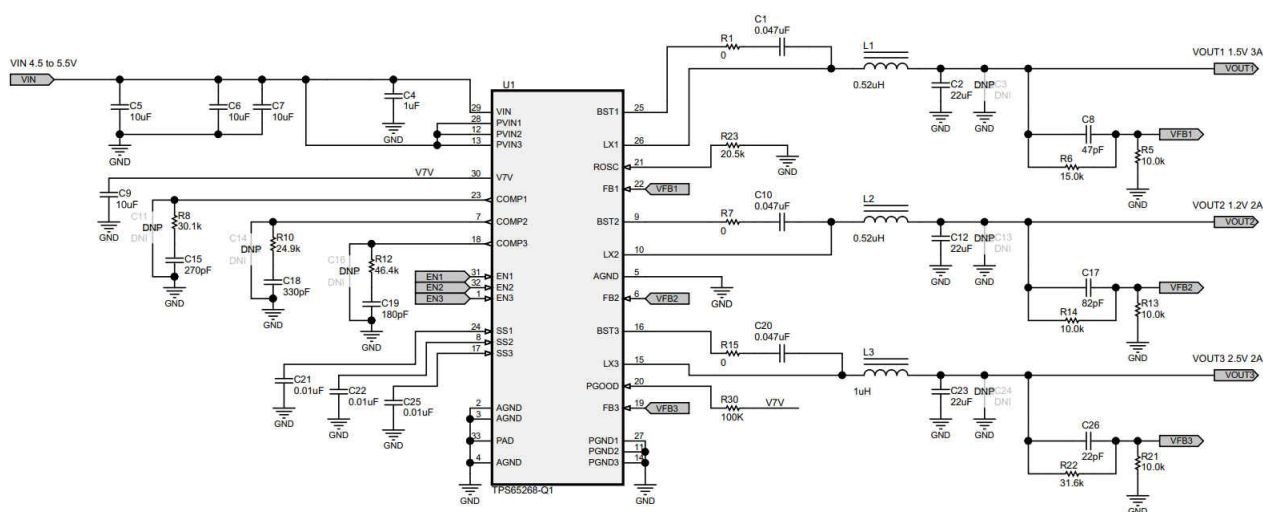 VIN 4.5 to 5.5V
VIN
C5
10uF
GND
C6
10uF
C7
10uF
C4
1uF
GND
V7V
C9
10uF
GND
C11
DNP
DNI
R8
30.1k
C15
270pF
GND
C14
DNP
DNI
R10
24.9k
C18
330pF
GND
C16
DNP
DNI
R12
46.4k
C19
180pF
GND
EN1
EN2
EN3
C21
0.01uF
GND
C22
0.01uF
GND
C25
0.01uF
GND
GND
U1
29 VIN
28 PVIN1
12 PVIN2
13 PVIN3
30 V7V
23 COMP1
7 COMP2
18 COMP3
31 EN1
32 EN2
1 EN3
24 SS1
8 SS2
17 SS3
2 AGND
3 AGND
33 PAD
4 AGND
BST1 25
LX1 26
ROSC 21
FB1 22 VFB1
BST2 9
LX2 10
AGND 5
FB2 6 VFB2
BST3 16
LX3 15
PGOOD 20
FB3 19 VFB3
PGND1 27
PGND2 11
PGND3 14
TPS65268-Q1
GND
R1
0
C1
0.047uF
L1
0.52uH
C2
22uF
GND
DNP
C3
DNI
GND
VOUT1 1.5V 3A
VOUT1
C8
47pF
R6
15.0k
VFB1
R5
10.0k
GND
R23
20.5k
GND
R7
0
C10
0.047uF
L2
0.52uH
GND
C12
22uF
GND
DNP
C13
DNI
GND
VOUT2 1.2V 2A
VOUT2
C17
82pF
R14
10.0k
VFB2
R13
10.0k
GND
R15
0
C20
0.047uF
L3
1uH
R30
100K
V7V
C23
22uF
GND
DNP
C24
DNI
GND
VOUT3 2.5V 2A
VOUT3
C26
22pF
R22
31.6k
VFB3
R21
10.0k
GND